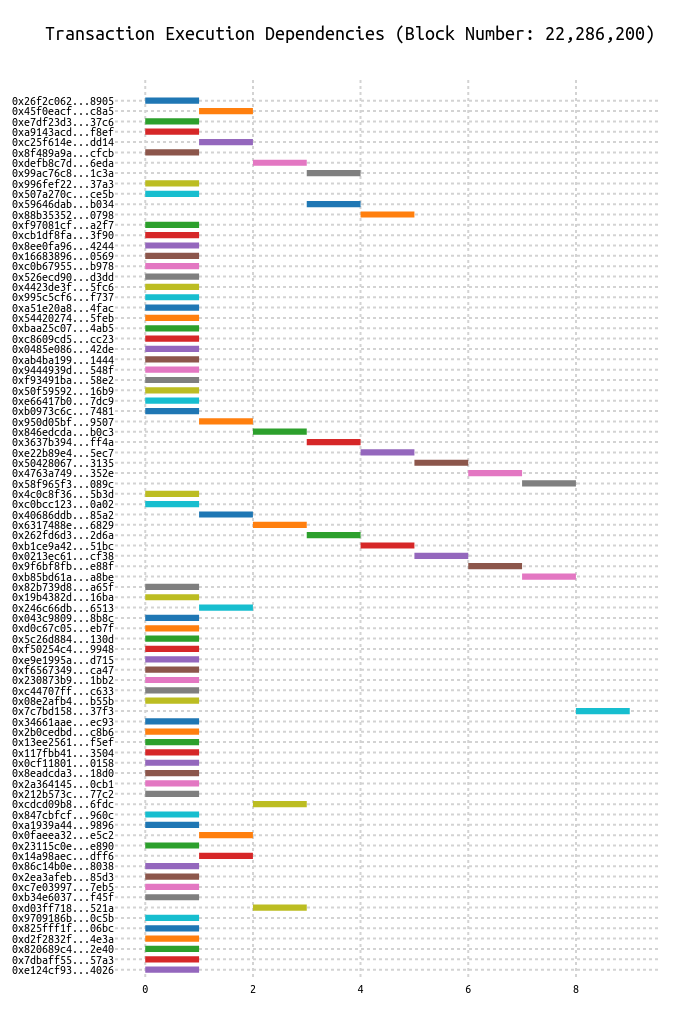 Transaction Execution Dependencies (Block Number: 22,286,200)
0x26f2c062...8905
0x45f0eacf...c8a5
0xe7df23d3...37c6
0xa9143acd...f8ef
0xc25f614e...dd14
0x8f489a9a...cfcb
0xdefb8c7d...6eda
0x99ac76c8...1c3a
0x996fef22...37a3
0x507a270c...ce5b
0x59646dab...b034
0x88b35352...0798
0xf97081cf...a2f7
0xcb1df8fa...3f90
0x8ee0fa96...4244
0x16683896...0569
0xc0b67955...b978
0x526ecd90...d3dd
0x4423de3f...5fc6
0x995c5cf6...f737
0xa51e20a8...4fac
0x54420274...5feb
0xbaa25c07...4ab5
0xc8609cd5...cc23
0x0485e086...42de
0xab4ba199...1444
0x9444939d...548f
0xf93491ba...58e2
0x50f59592...16b9
0xe66417b0...7dc9
0xb0973c6c...7481
0x950d05bf...9507
0x846edcda...b0c3
0x3637b394...ff4a
0xe22b89e4...5ec7
0x50428067...3135
0x4763a749...352e
0x58f965f3...089c
0x4c0c8f36...5b3d
0xc0bcc123...0a02
0x40686ddb...85a2
0x6317488e...6829
0x262fd6d3...2d6a
0xb1ce9a42...51bc
0x0213ec61...cf38
0x9f6bf8fb...e88f
0xb85bd61a...a8be
0x82b739d8...a65f
0x19b4382d...16ba
0x246c66db...6513
0x043c9809...8b8c
0xd0c67c05...eb7f
0x5c26d884...130d
0xf50254c4...9948
0xe9e1995a...d715
0xf6567349...ca47
0x230873b9...1bb2
0xc44707ff...c633
0x08e2afb4...b55b
0x7c7bd158...37f3
0x34661aae...ec93
0x2b0cedbd...c8b6
0x13ee2561...f5ef
0x117fbb41...3504
0x0cf11801...0158
0x8eadcda3...18d0
0x2a364145...0cb1
0x212b573c...77c2
0xcdcd09b8...6fdc
0x847cbfcf...960c
0xa1939a44...9896
0x0faeea32...e5c2
0x23115c0e...e890
0x14a98aec...dff6
0x86c14b0e...8038
0x2ea3afeb...85d3
0xc7e03997...7eb5
0xb34e6037...f45f
0xd03ff718...521a
0x9709186b...0c5b
0x825fff1f...06bc
0xd2f2832f...4e3a
0x820689c4...2e40
0x7dbaff55...57a3
0xe124cf93...4026
0 2 4 6 8